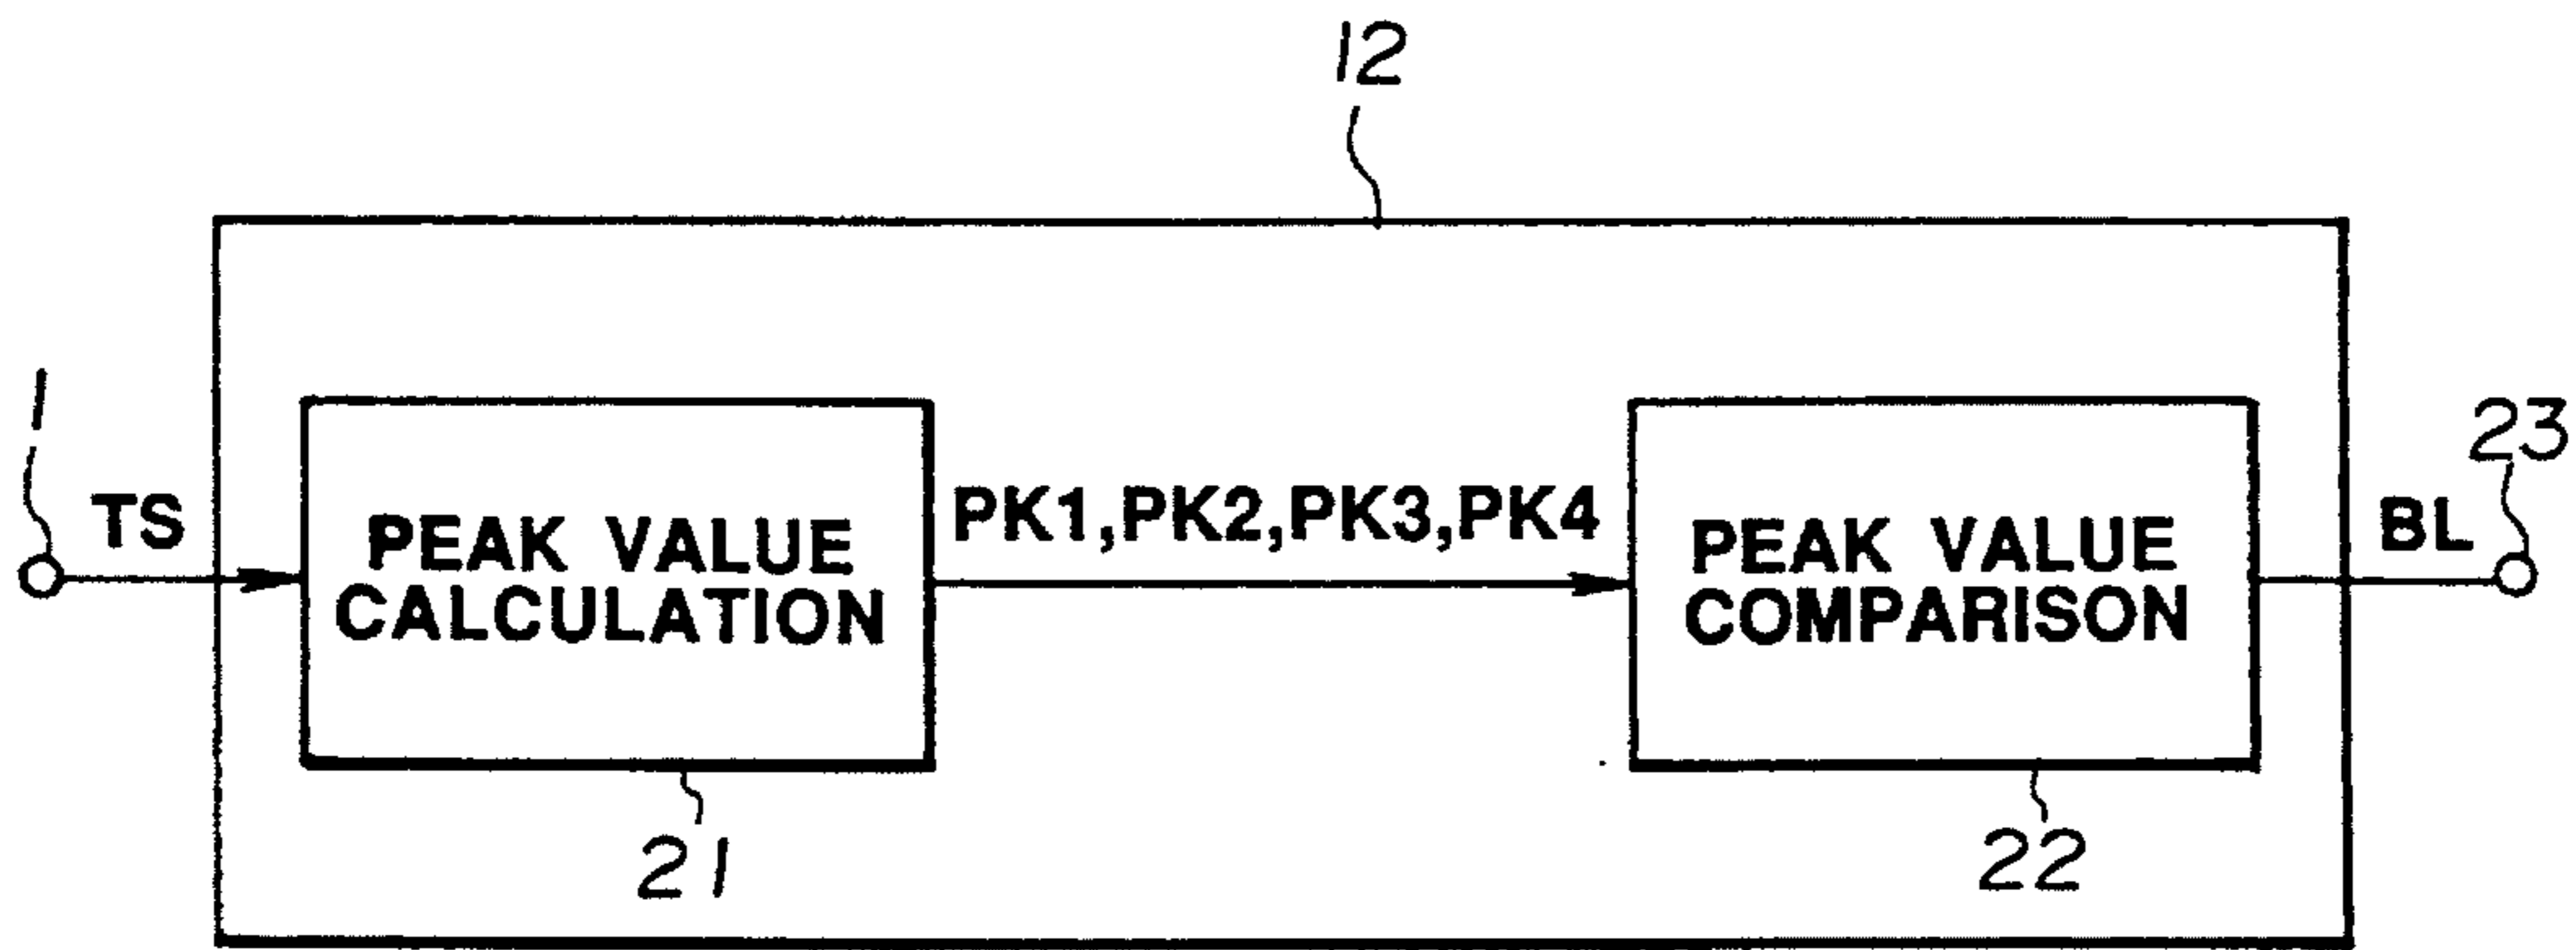 12
1
TS
PEAK VALUE
CALCULATION
PK1,PK2,PK3,PK4
PEAK VALUE
COMPARISON
BL
23
21
22